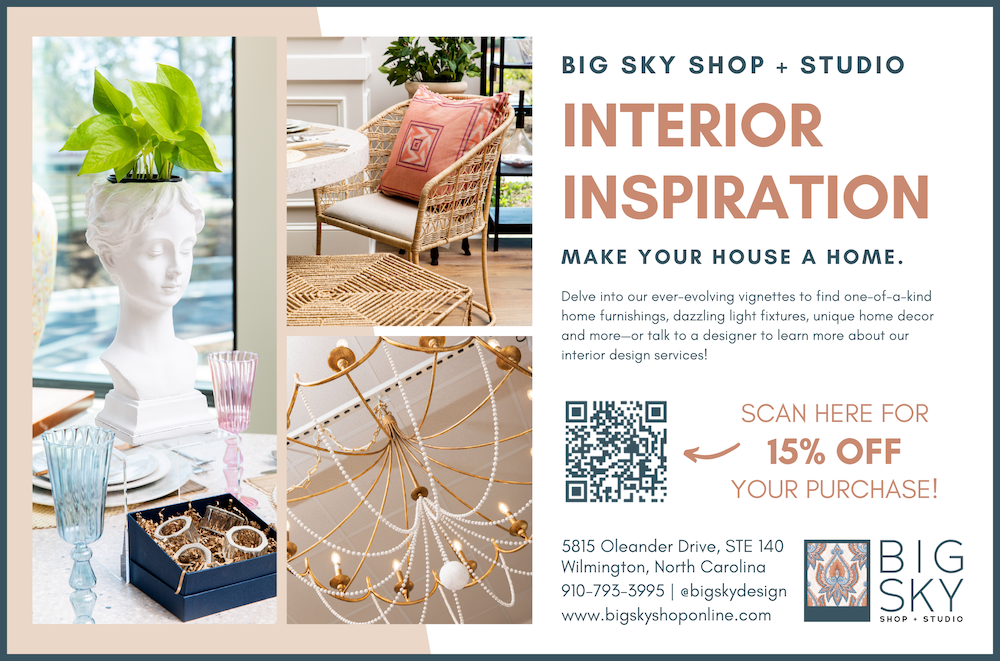 BIG SKY SHOP + STUDIO
INTERIOR
INSPIRATION
MAKE YOUR HOUSE A HOME.
Delve into our ever-evolving vignettes to find one-of-a-kind
home furnishings, dazzling light fixtures, unique home decor
and more—or talk to a designer to learn more about our
interior design services!
SCAN HERE FOR
15% OFF
YOUR PURCHASE!
5815 Oleander Drive, STE 140
Wilmington, North Carolina
910-793-3995 | @bigskydesign
www.bigskyshoponline.com
BIG
SKY
SHOP + STUDIO